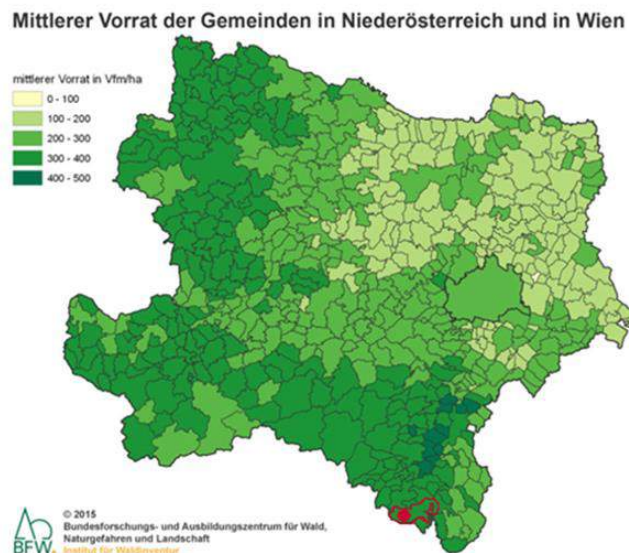 Mittlerer Vorrat der Gemeinden in Niederösterreich und in Wien
mittlerer Vorrat in Vfm/ha
0 - 100
100 - 200
200 - 300
300 - 400
400 - 500
© 2015
Bundesforschungs- und Ausbildungszentrum für Wald,
Naturgefahren und Landschaft
BFW. Institut für Waldinventur